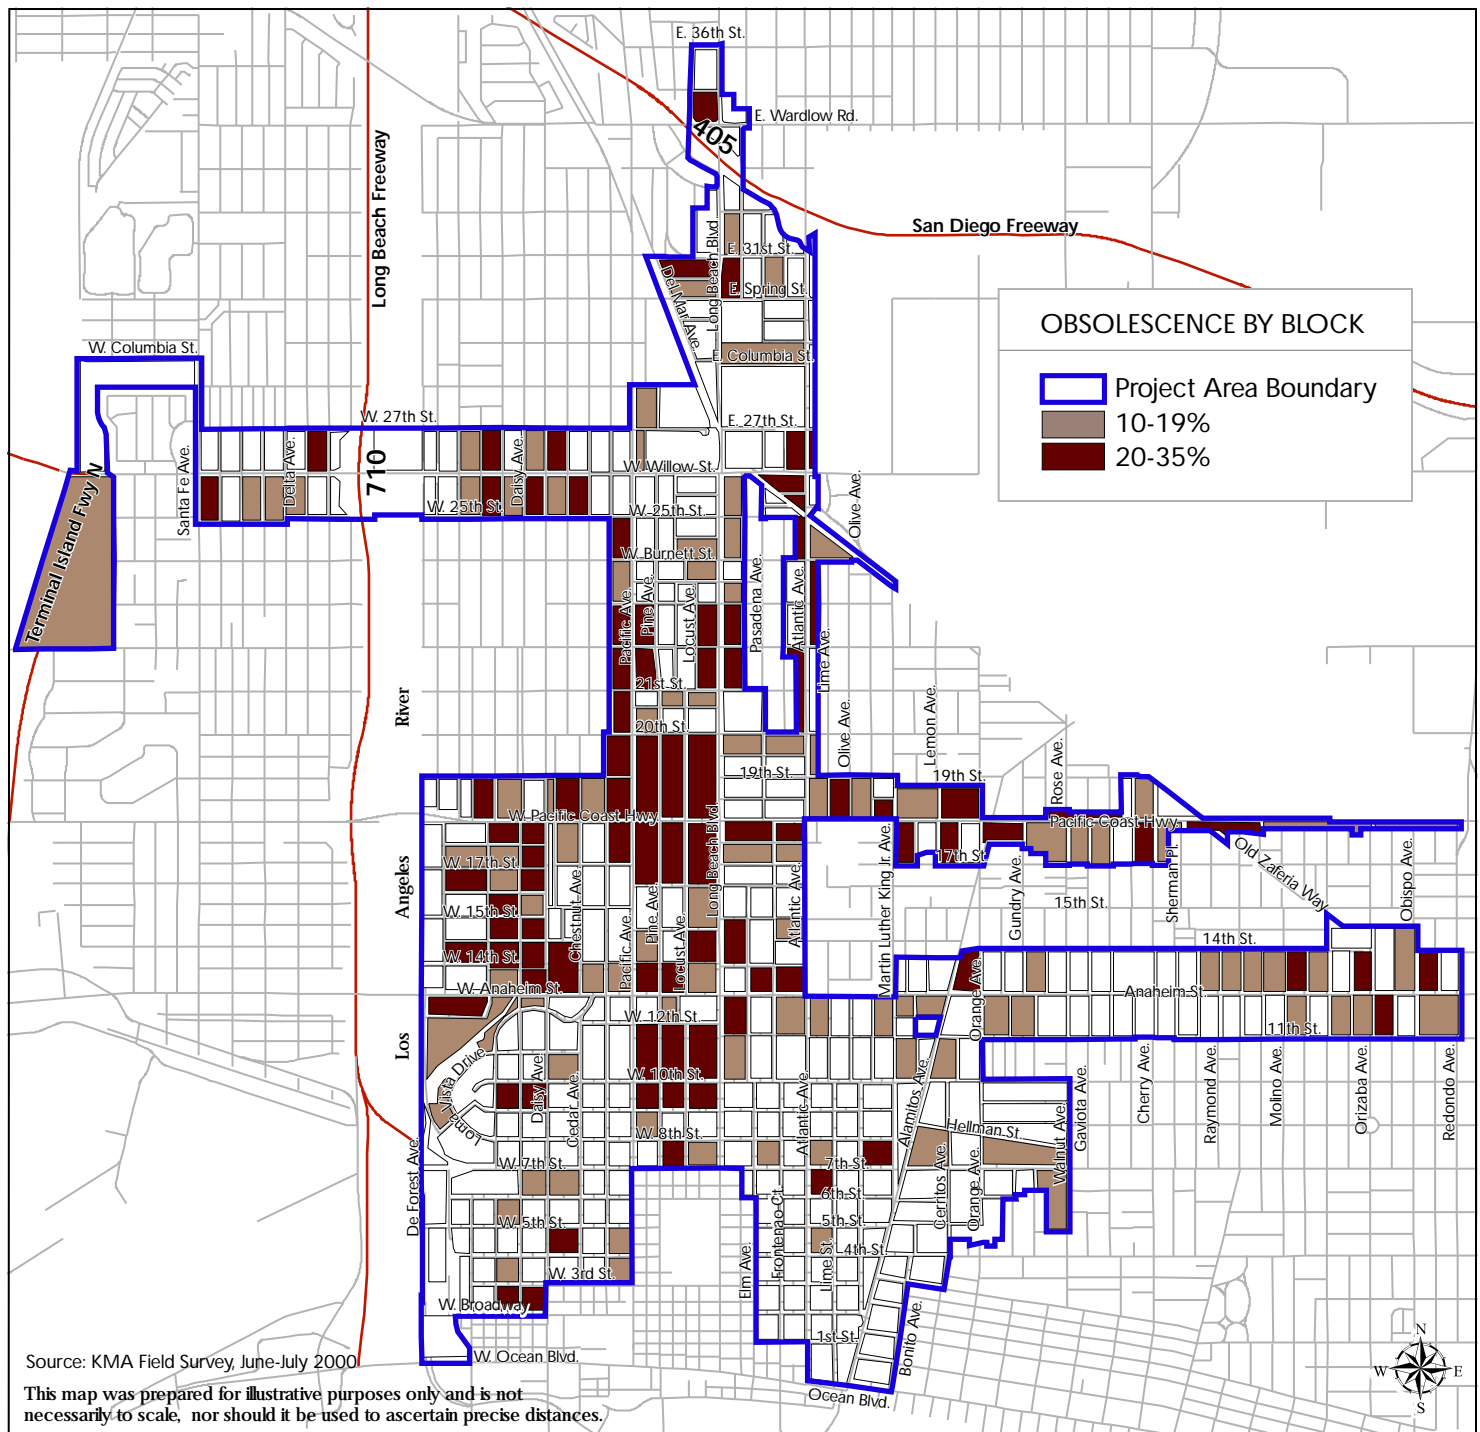 E. 36th St.
E. Wardlow Rd.
405
Long Beach Freeway
San Diego Freeway
Long Beach Blvd.
E. 31st St.
Del Mar Ave.
E. Spring St.
OBSOLESCENCE BY BLOCK
Project Area Boundary
10-19%
20-35%
W. Columbia St.
E. Columbia St.
W. 27th St.
E. 27th St.
Santa Fe Ave.
Delta Ave.
710
Daisy Ave.
W. Willow St.
W. 25th St.
W. 25th St.
Olive Ave.
Terminal Island Fwy N
W. Burnett St.
Pacific Ave.
Pine Ave.
Locust Ave.
Pasadena Ave.
Atlantic Ave.
Lime Ave.
21st St.
20th St.
River
Olive Ave.
Lemon Ave.
Rose Ave.
19th St.
19th St.
W. Pacific Coast Hwy
Long Beach Blvd.
Pacific Coast Hwy.
W. 17th St.
17th St.
Martin Luther King Jr. Ave.
Gundry Ave.
Sherman Pl.
Old Zaferia Way
Obispo Ave.
Angeles
W. 15th St.
15th St.
Chestnut Ave.
Pacific Ave.
Pine Ave.
Locust Ave.
Atlantic Ave.
W. 14th St.
14th St.
W. Anaheim St.
Anaheim St.
Orange Ave.
W. 12th St.
11th St.
Los
Loma Vista Drive
Daisy Ave.
Cedar Ave.
W. 10th St.
Atlantic Ave.
Alamitos Ave.
Gaviota Ave.
Cherry Ave.
Raymond Ave.
Molino Ave.
Orizaba Ave.
Redondo Ave.
Walnut Ave.
Hellman St.
W. 8th St.
W. 7th St.
7th St.
De Forest Ave.
6th St.
Cerritos Ave.
Orange Ave.
W. 5th St.
5th St.
Elm Ave.
Frontenao Ct.
Lime St.
4th St.
W. 3rd St.
W. Broadway
1st St.
Bonito Ave.
W. Ocean Blvd.
Ocean Blvd.
Source: KMA Field Survey, June-July 2000
This map was prepared for illustrative purposes only and is not
necessarily to scale, nor should it be used to ascertain precise distances.
N
W
E
S